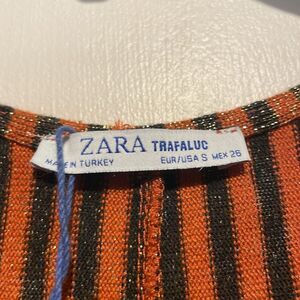 ZARA TRAFALUC
MADE IN TURKEY EUR/USA S MEX 26